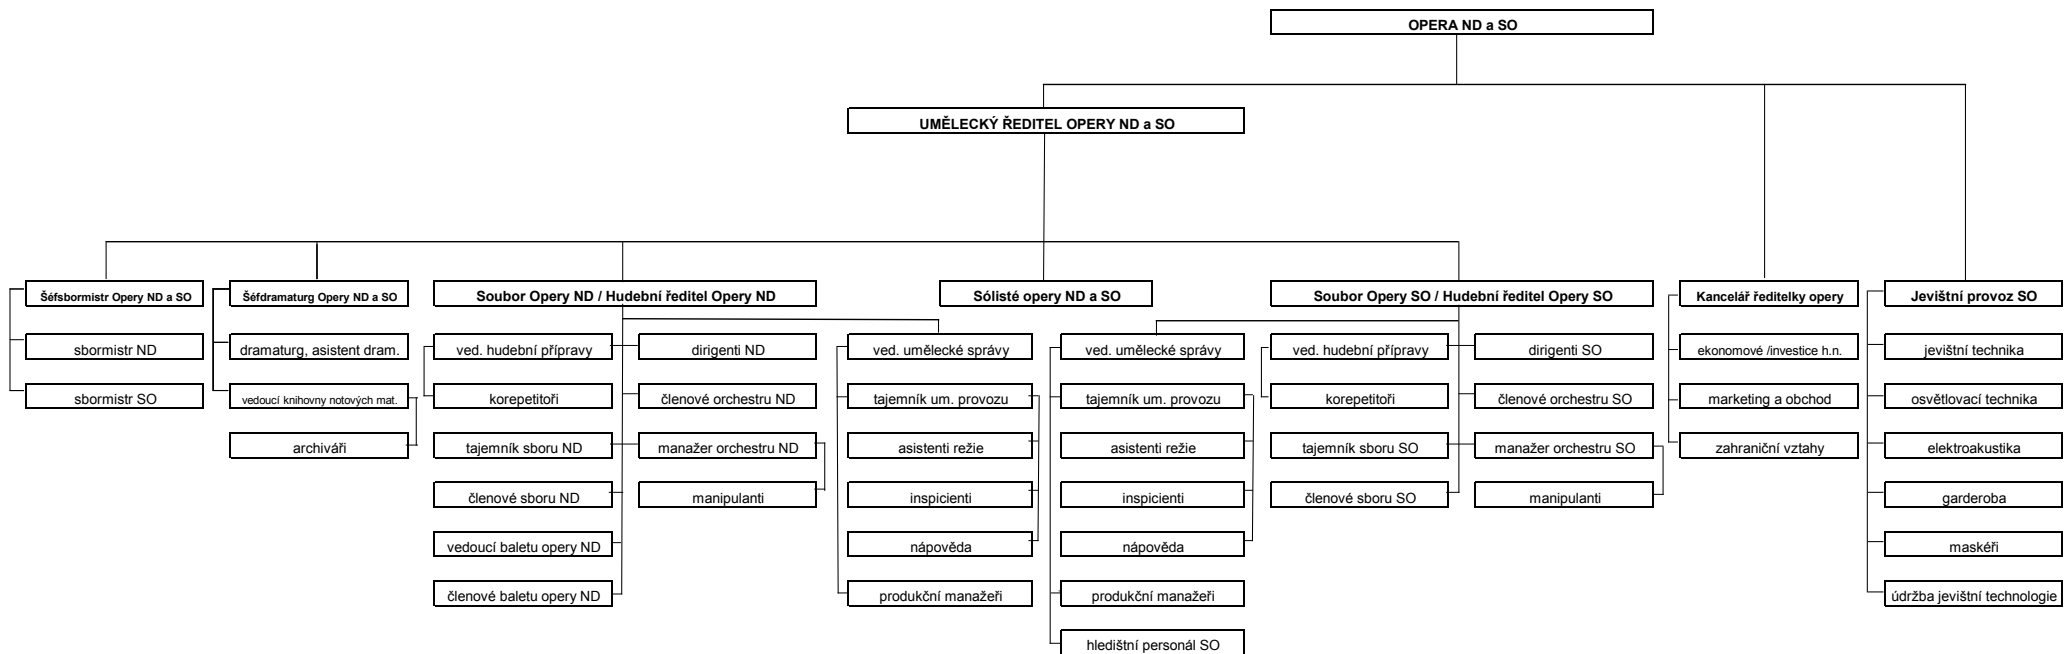 OPERA ND a SO
UMĚLECKÝ ŘEDITEL OPERY ND a SO
Šéfsbormistr Opery ND a SO
Šéfdramaturg Opery ND a SO
Soubor Opery ND / Hudební ředitel Opery ND
Sólisté opery ND a SO
Soubor Opery SO / Hudební ředitel Opery SO
Kancelář ředitelky opery
Jevištní provoz SO
sbormistr ND
dramaturg, asistent dram.
ved. hudební přípravy
dirigenti ND
ved. umělecké správy
ved. umělecké správy
ved. hudební přípravy
dirigenti SO
ekonomové /investice h.n.
jevištní technika
sbormistr SO
vedoucí knihovny notových mat.
korepetitoři
členové orchestru ND
tajemník um. provozu
tajemník um. provozu
korepetitoři
členové orchestru SO
marketing a obchod
osvětlovací technika
archiváři
tajemník sboru ND
manažer orchestru ND
asistenti režie
asistenti režie
tajemník sboru SO
manažer orchestru SO
zahraniční vztahy
elektroakustika
členové sboru ND
manipulanti
inspicienti
inspicienti
členové sboru SO
manipulanti
garderoba
vedoucí baletu opery ND
nápověda
nápověda
maskéři
členové baletu opery ND
produkční manažeři
produkční manažeři
údržba jevištní technologie
hledištní personál SO